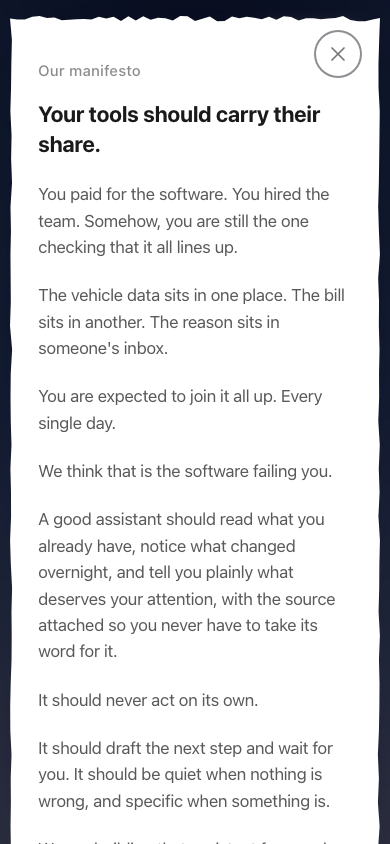 Our manifesto
Your tools should carry their
share.
You paid for the software. You hired the
team. Somehow, you are still the one
checking that it all lines up.
The vehicle data sits in one place. The bill
sits in another. The reason sits in
someone's inbox.
You are expected to join it all up. Every
single day.
We think that is the software failing you.
A good assistant should read what you
already have, notice what changed
overnight, and tell you plainly what
deserves your attention, with the source
attached so you never have to take its
word for it.
It should never act on its own.
It should draft the next step and wait for
you. It should be quiet when nothing is
wrong, and specific when something is.